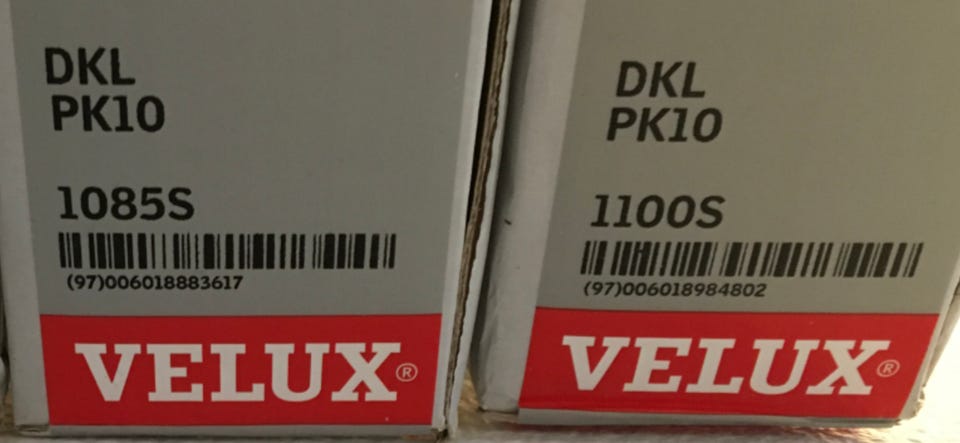 DKL
PK10
1085S
(97)006018883617
VELUX®
DKL
PK10
1100S
(97)006018984802
VELUX®